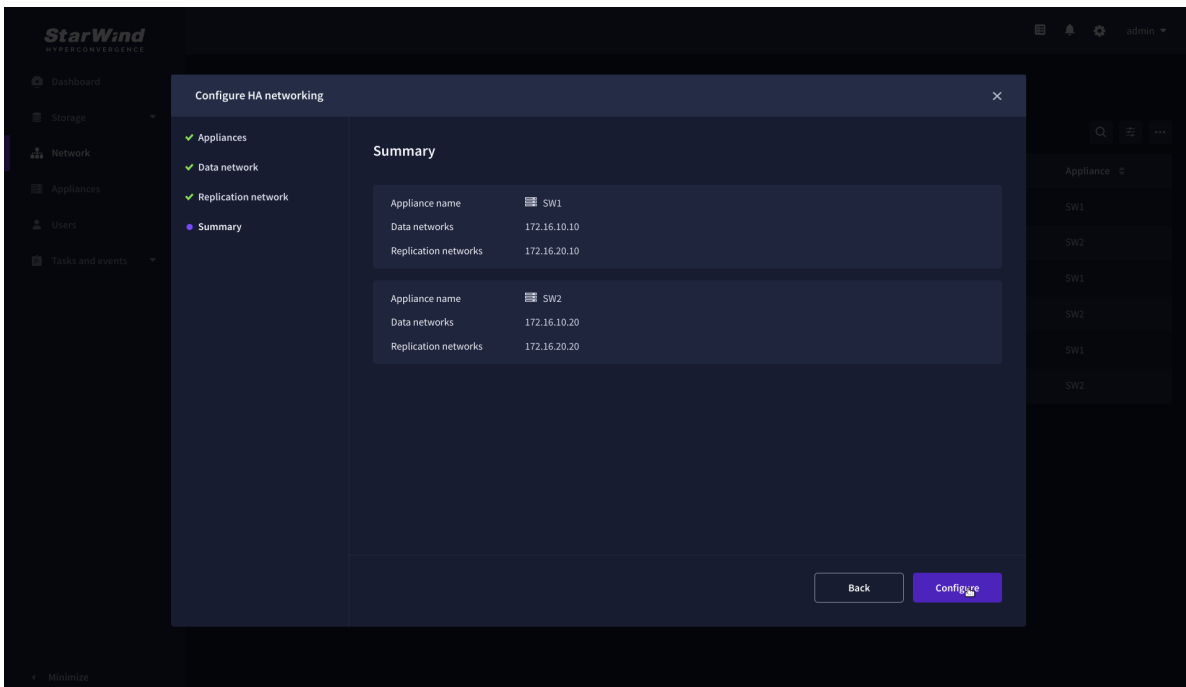 StarWind
HYPERCONVERGENCE
admin
Dashboard
Storage
Network
Appliances
Users
Tasks and events
Minimize
Configure HA networking
Appliances
Data network
Replication network
Summary
Summary
Appliance name SW1
Data networks 172.16.10.10
Replication networks 172.16.20.10
Appliance name SW2
Data networks 172.16.10.20
Replication networks 172.16.20.20
Back Configure
Appliance
SW1
SW2
SW1
SW2
SW1
SW2